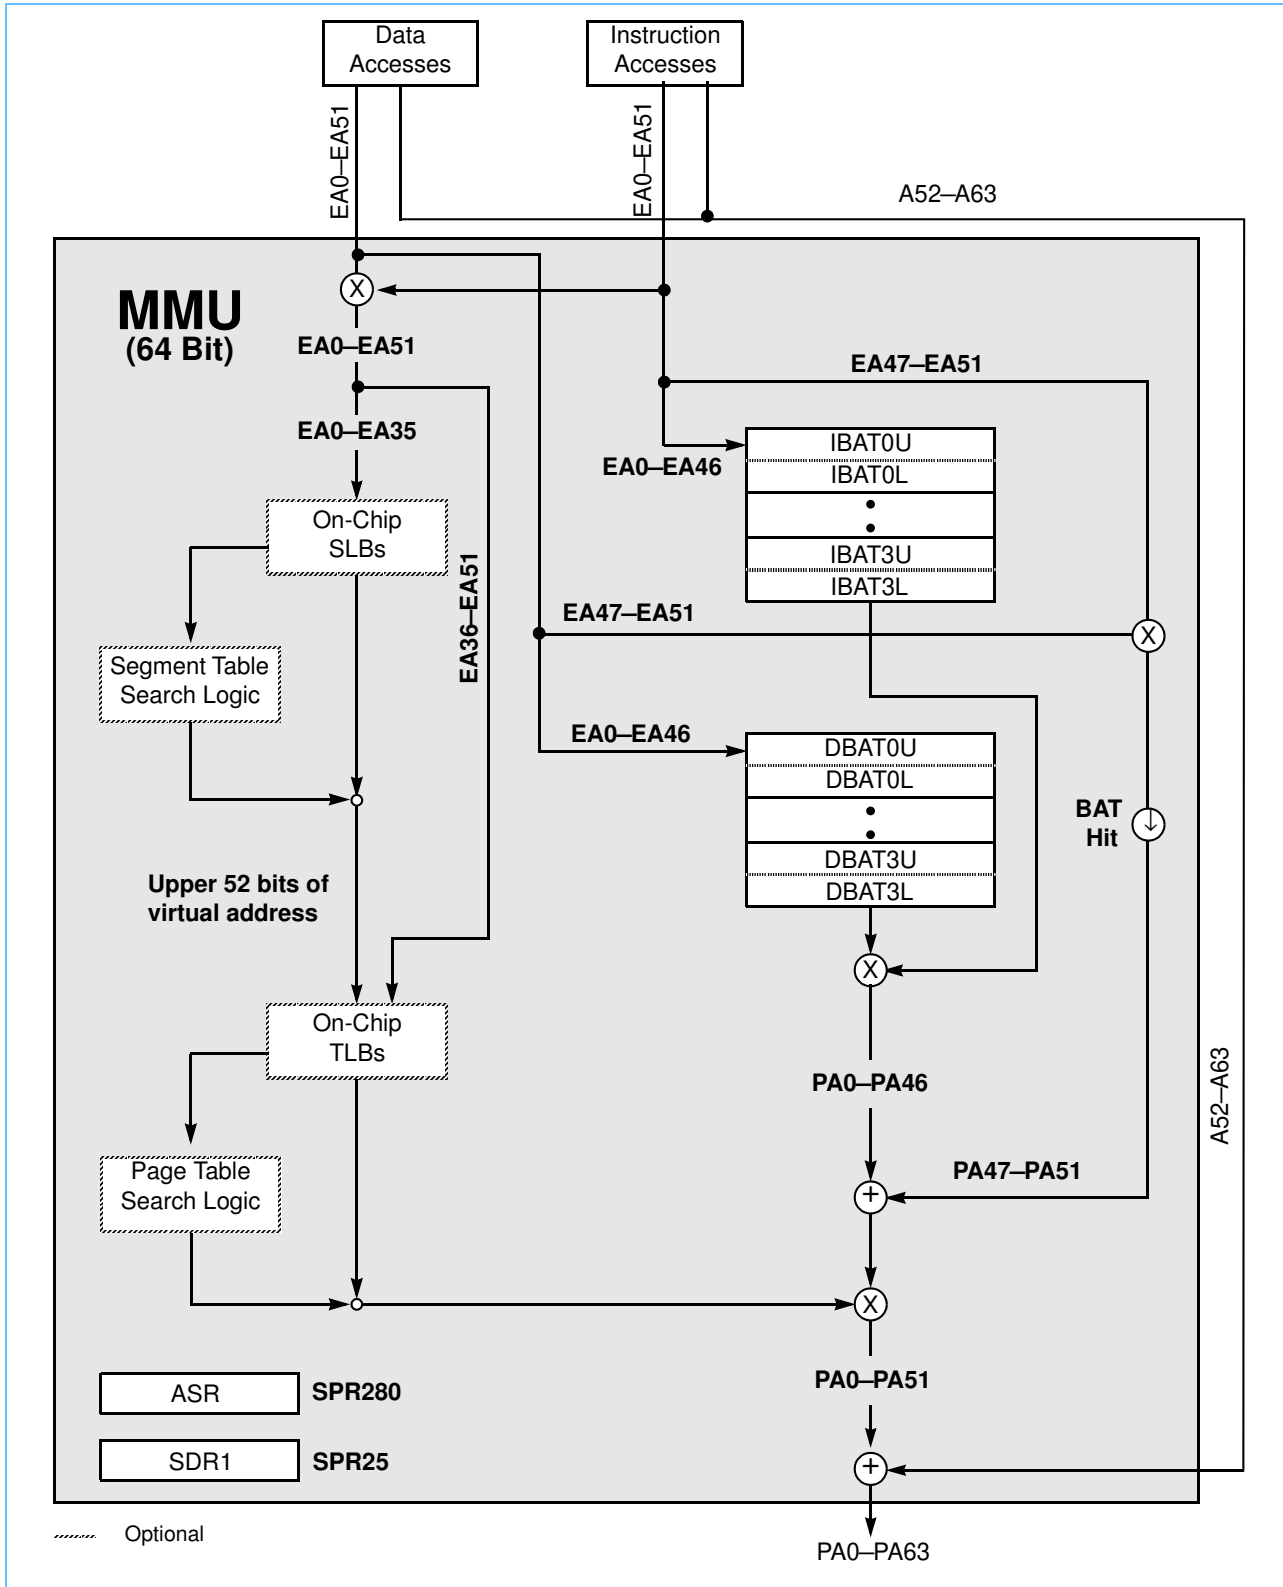 Data
Accesses
Instruction
Accesses
EA0–EA51
EA0–EA51
A52–A63
MMU
(64 Bit)
X
EA0–EA51
EA47–EA51
EA0–EA35
EA0–EA46
IBAT0U
IBAT0L
IBAT3U
IBAT3L
On-Chip
SLBs
EA36–EA51
EA47–EA51
X
Segment Table
Search Logic
EA0–EA46
DBAT0U
DBAT0L
DBAT3U
DBAT3L
BAT
Hit
↓
Upper 52 bits of
virtual address
X
On-Chip
TLBs
PA0–PA46
A52–A63
Page Table
Search Logic
PA47–PA51
+
X
PA0–PA51
ASR
SPR280
SDR1
SPR25
+
Optional
PA0–PA63